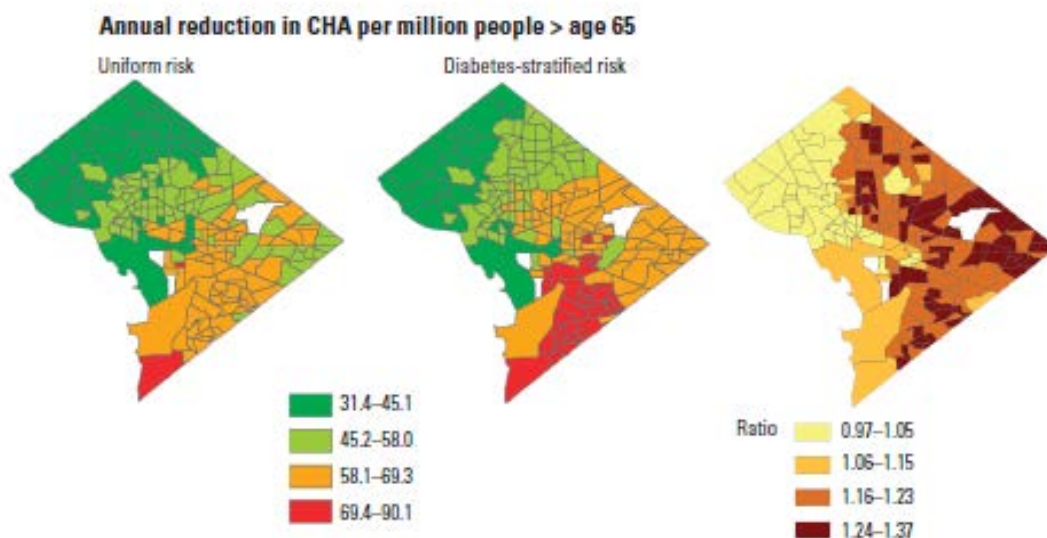 Annual reduction in CHA per million people > age 65
Uniform risk
Diabetes-stratified risk
31.4–45.1
45.2–58.0
58.1–69.3
69.4–90.1
Ratio
0.97–1.05
1.06–1.15
1.16–1.23
1.24–1.37